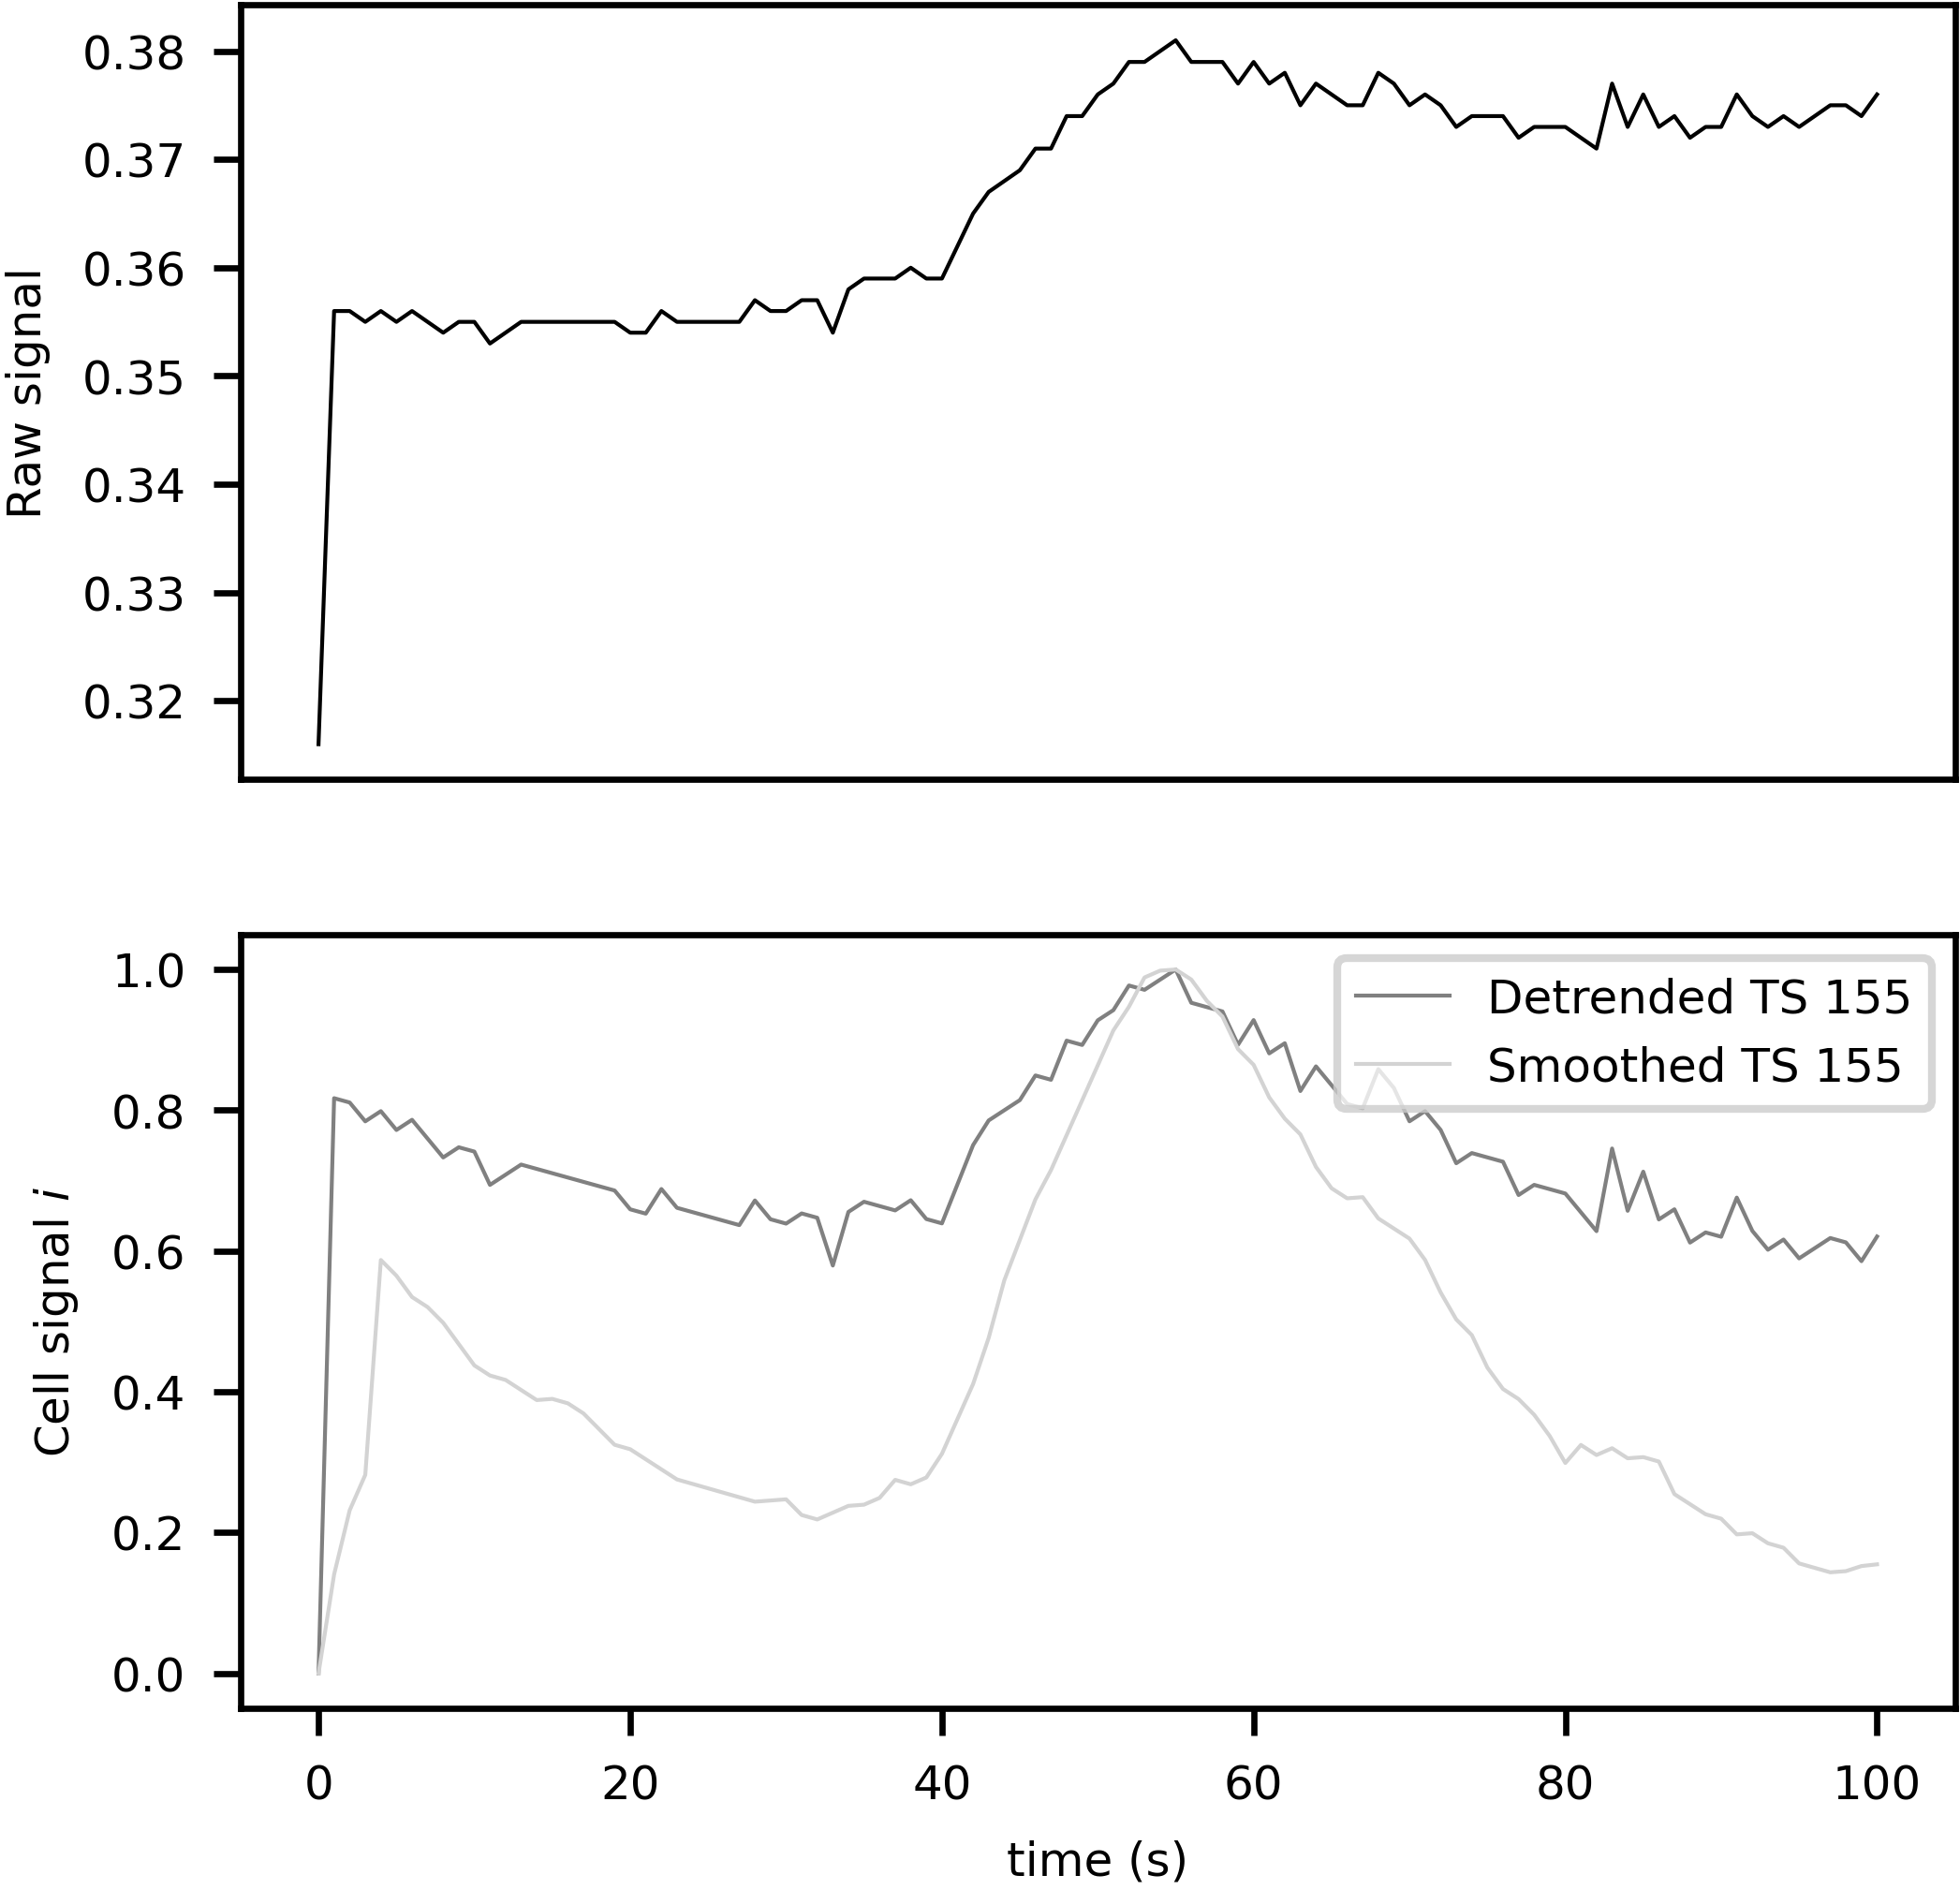 Raw signal
0.38
0.37
0.36
0.35
0.34
0.33
0.32
Cell signal i
1.0
0.8
0.6
0.4
0.2
0.0
Detrended TS 155
Smoothed TS 155
0 20 40 60 80 100
time (s)